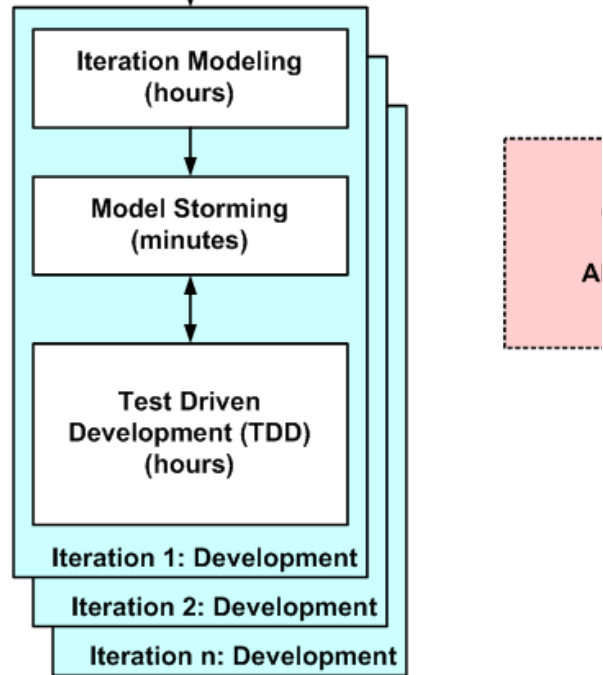 Iteration Modeling
(hours)
Model Storming
(minutes)
Test Driven
Development (TDD)
(hours)
Iteration 1: Development
Iteration 2: Development
Iteration n: Development